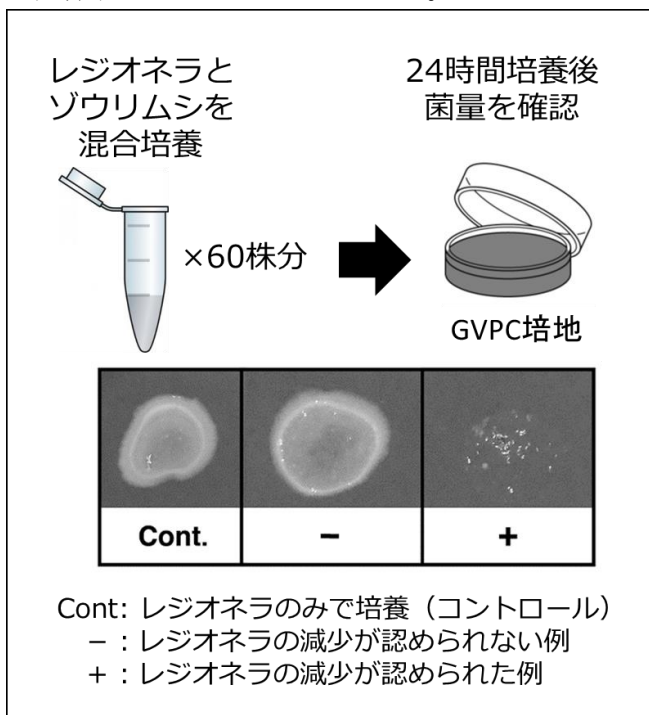 レジオネラと
ゾウリムシを
混合培養
24時間培養後
菌量を確認
×60株分
GVPC培地
Cont.
−
+
Cont: レジオネラのみで培養（コントロール）
−：レジオネラの減少が認められない例
+：レジオネラの減少が認められた例